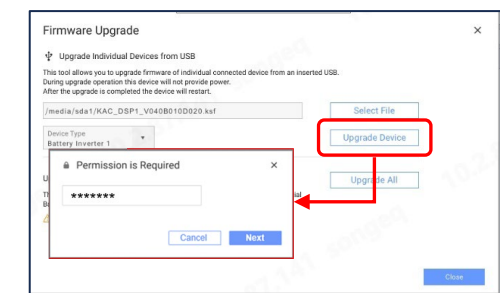 Firmware Upgrade
Upgrade Individual Devices from USB
This tool allows you to upgrade firmware of individual connected device from an inserted USB.
During upgrade operation this device will not provide power.
After the upgrade is completed the device will restart.
/media/sda1/KAC_DSP1_V040B010D020.ksf
Select File
Device Type
Battery Inverter 1
Upgrade Device
Permission is Required
*******
Cancel
Next
Upgrade All
Close